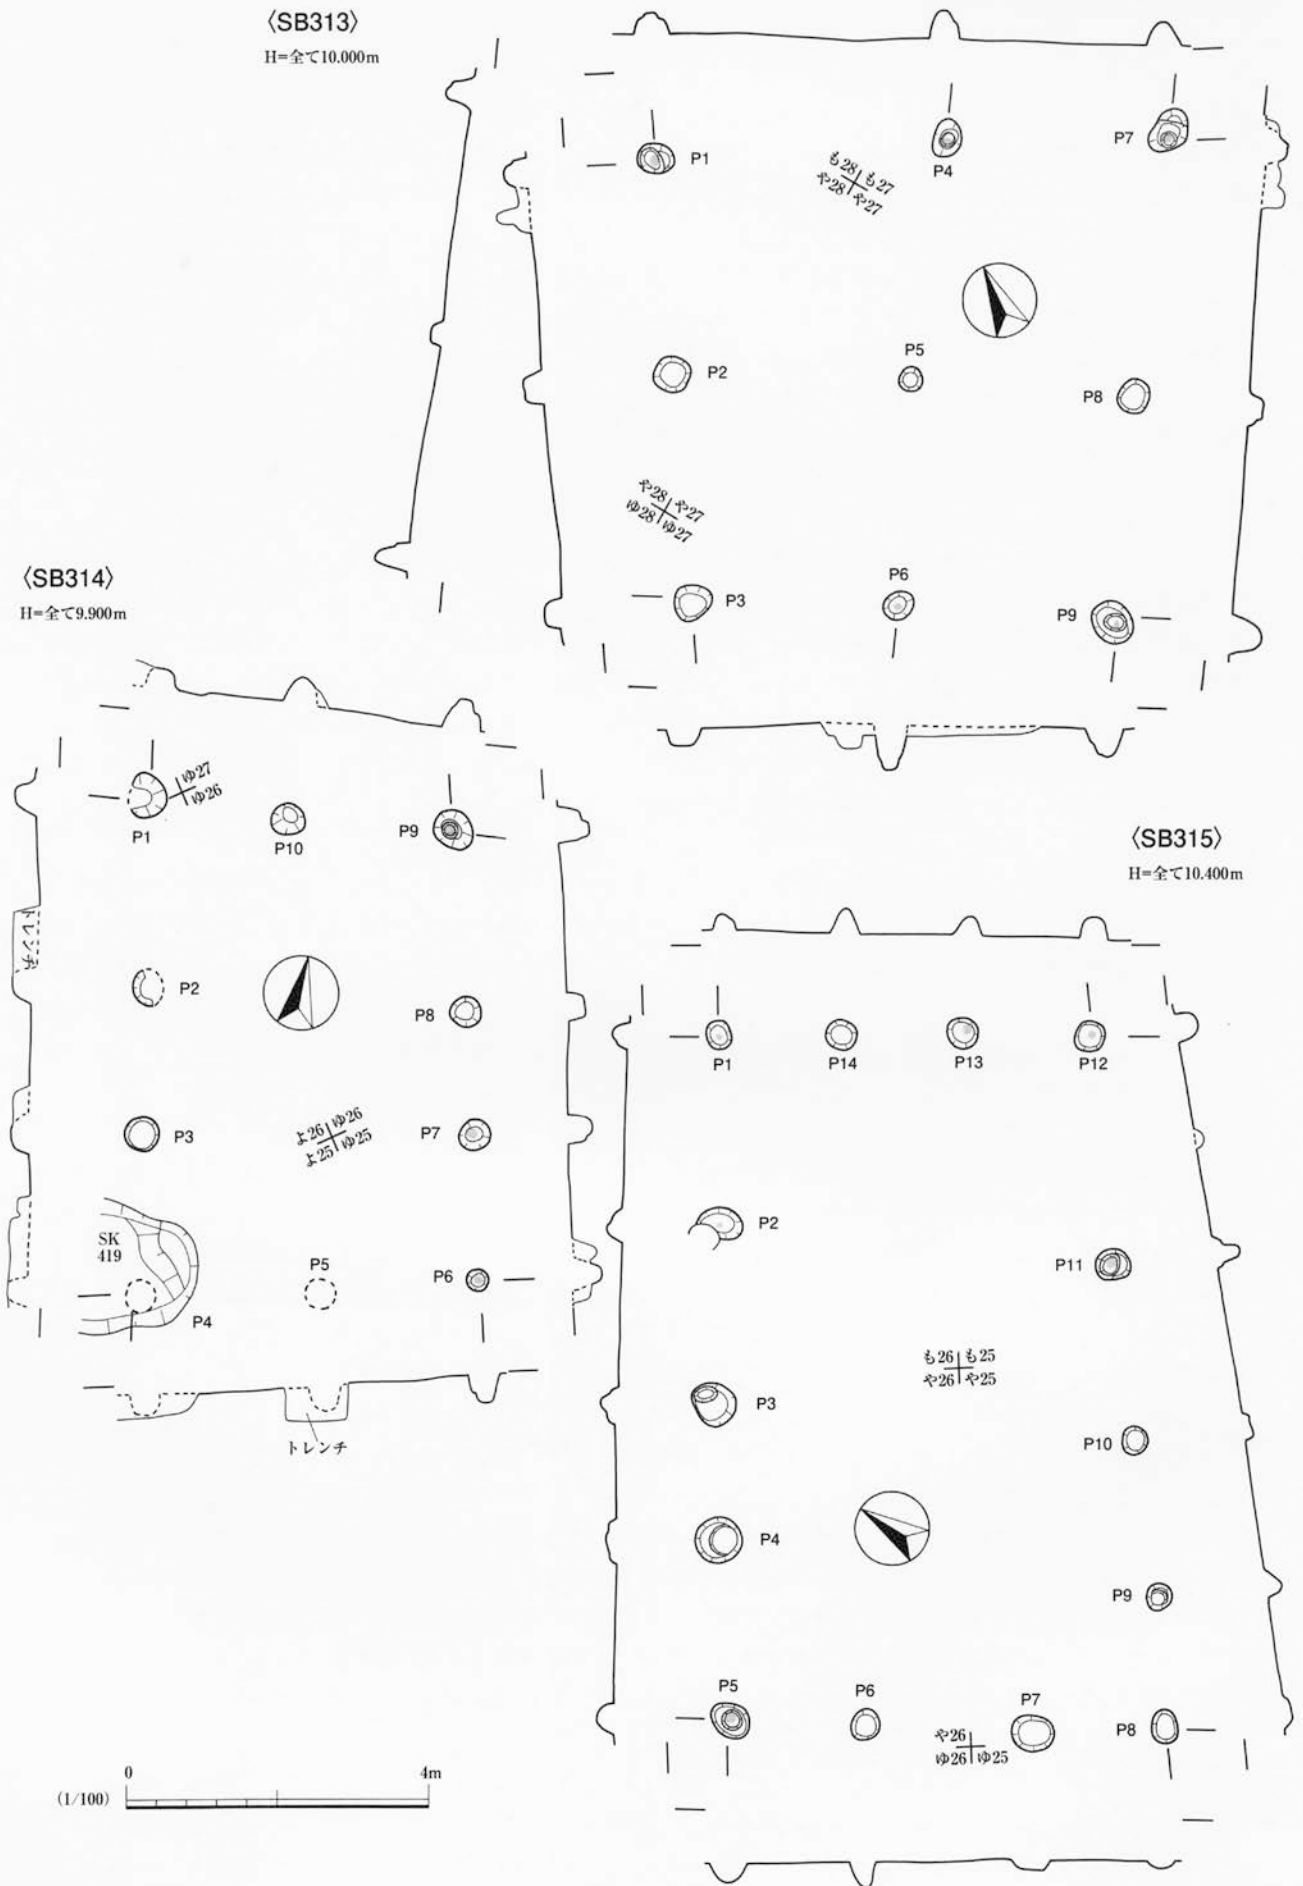 〈SB313〉
H=全て10.000m
P1
P4
P7
も28 も27
や28 や27
P2
P5
P8
や28 や27
ゆ28 ゆ27
P3
P6
P9
〈SB314〉
H=全て9.900m
P1
ゆ27
ゆ26
P10
P9
トレンチ
P2
P8
P3
よ26 ゆ26
よ25 ゆ25
P7
SK
419
P4
P5
P6
トレンチ
〈SB315〉
H=全て10.400m
P1
P14
P13
P12
P2
P11
も26 も25
や26 や25
P3
P10
P4
P9
P5
P6
P7
P8
や26
ゆ26 ゆ25
(1/100)
0
4m